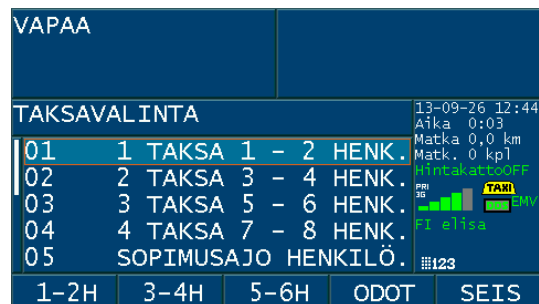 VAPAA
TAKSAVALINTA
13-09-26 12:44
Aika 0:03
Matka 0,0 km
Matk. 0 kpl
HintakattoOFF
01 1 TAKSA 1 - 2 HENK.
02 2 TAKSA 3 - 4 HENK.
03 3 TAKSA 5 - 6 HENK.
04 4 TAKSA 7 - 8 HENK.
05 SOPIMUSAJO HENKILÖ.
PRI
3G
TAXI
EMV
FI elisa
123
1-2H 3-4H 5-6H ODOT SEIS